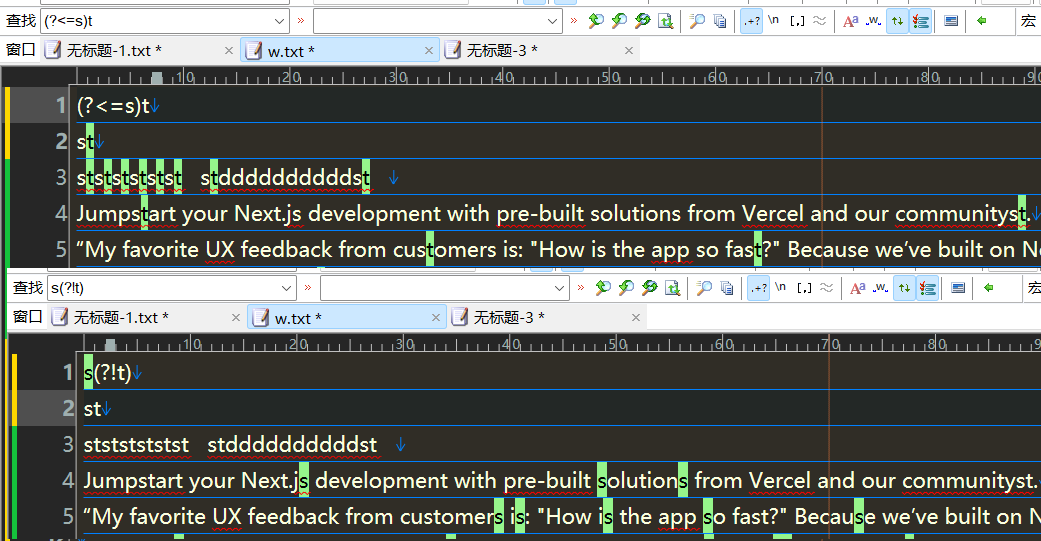 查找 (?<=s)t » » \n [,] Aª .w. 宏
窗口 无标题-1.txt * × w.txt * × 无标题-3 * ×
10 20 30 40 50 60 70 80 90
1 (?<=s)t↓
2 st↓
3 stststststst stddddddddddst ↓
4 Jumpstart your Next.js development with pre-built solutions from Vercel and our communityst.↓
5 “My favorite UX feedback from customers is: "How is the app so fast?" Because we’ve built on
查找 s(?!t) » » .+? \n [,] Aª .w. 宏
窗口 无标题-1.txt * × w.txt * × 无标题-3 * ×
10 20 30 40 50 60 70 80
1 s(?!t)↓
2 st↓
3 stststststst stddddddddddst ↓
4 Jumpstart your Next.js development with pre-built solutions from Vercel and our communityst.
5 “My favorite UX feedback from customers is: "How is the app so fast?" Because we’ve built on